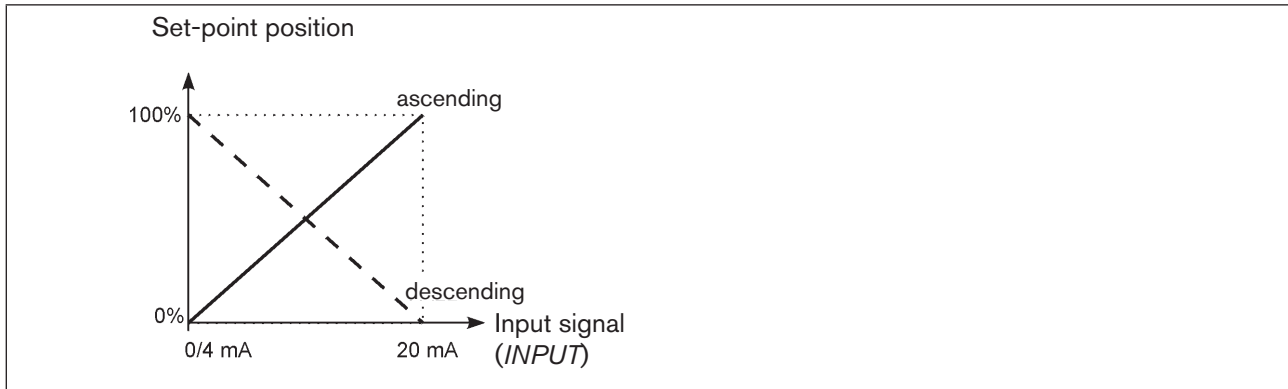 Set-point position
ascending
100%
descending
0%
Input signal
(INPUT)
0/4 mA
20 mA